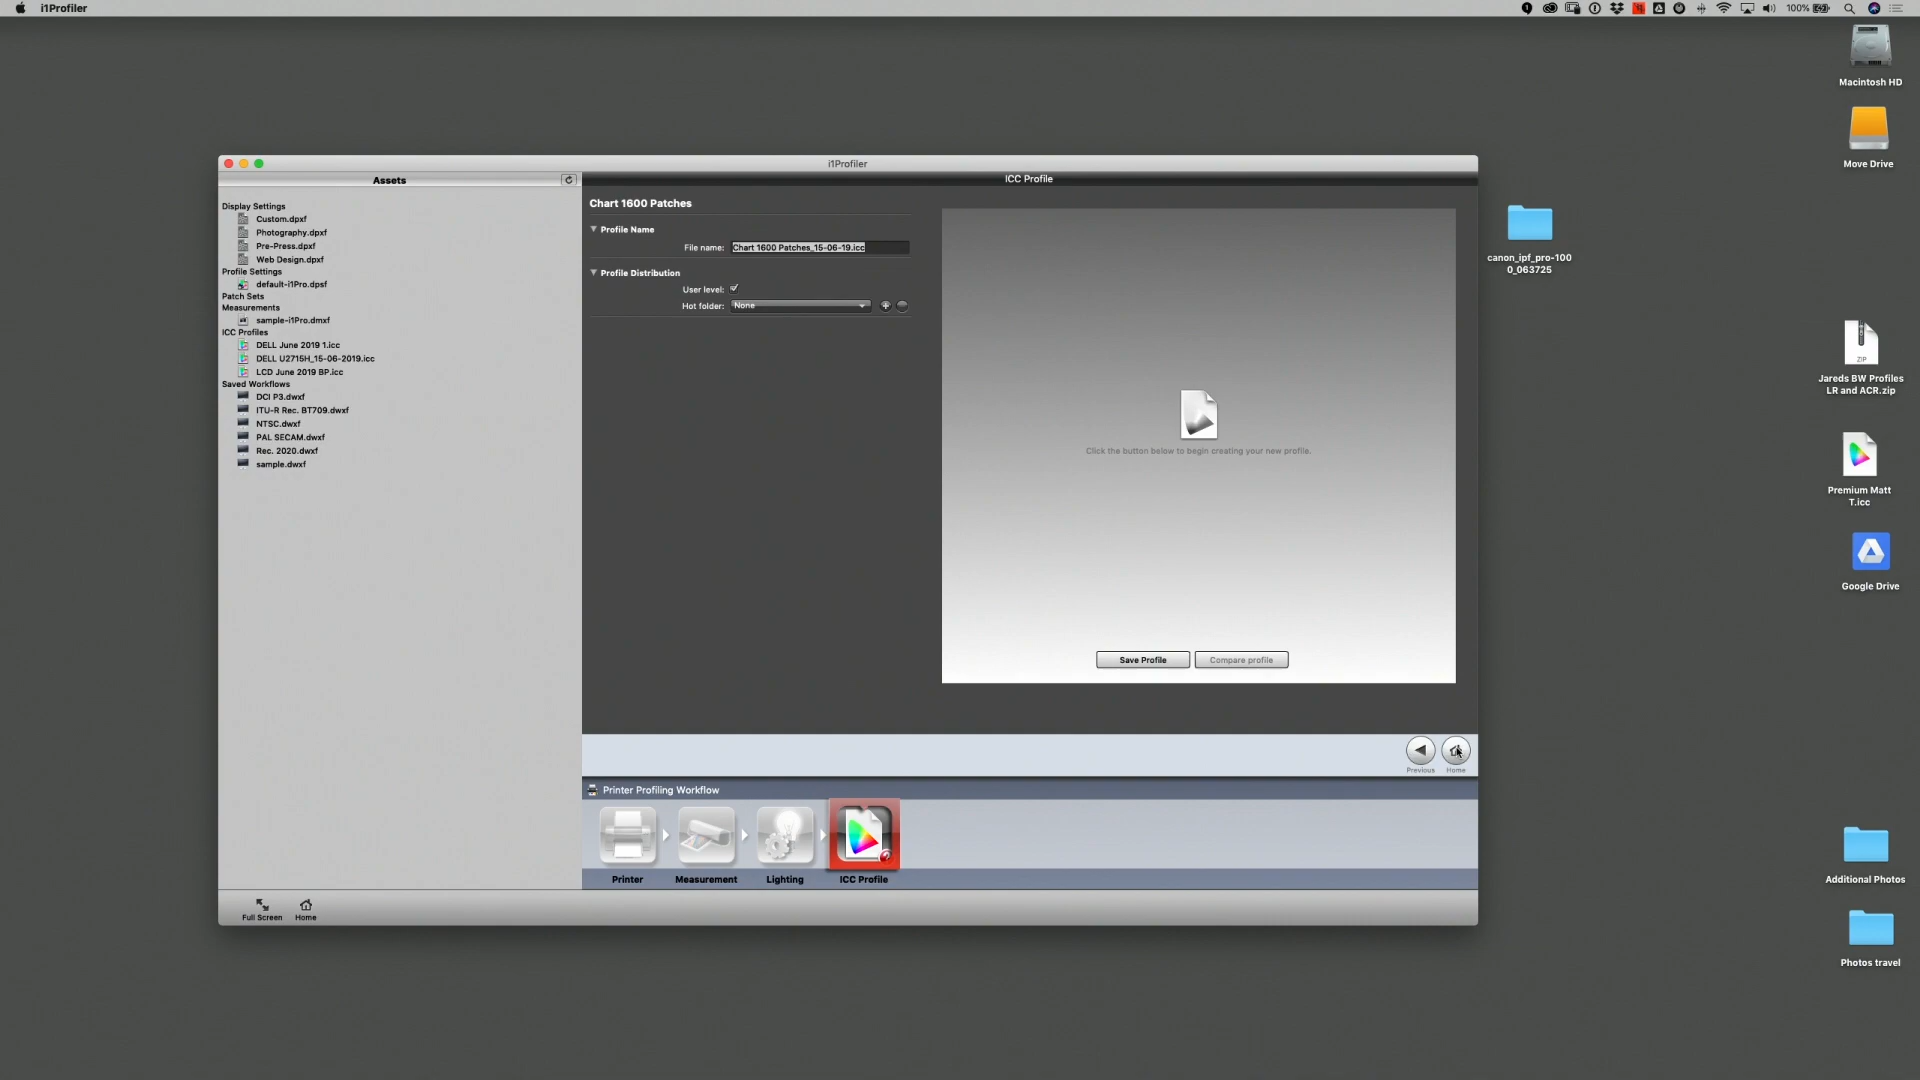 i1Profiler
100%
Macintosh HD
Move Drive
canon_ipf_pro-100
0_063725
ZIP
Jareds BW Profiles
LR and ACR.zip
Premium Matt
T.icc
Google Drive
Additional Photos
Photos travel
i1Profiler
Assets
Display Settings
Custom.dpxf
Photography.dpxf
Pre-Press.dpxf
Web Design.dpxf
Profile Settings
default-i1Pro.dpsf
Patch Sets
Measurements
sample-i1Pro.dmxf
ICC Profiles
DELL June 2019 1.icc
DELL U2715H_15-06-2019.icc
LCD June 2019 BP.icc
Saved Workflows
DCI P3.dwxf
ITU-R Rec. BT709.dwxf
NTSC.dwxf
PAL SECAM.dwxf
Rec. 2020.dwxf
sample.dwxf
ICC Profile
Chart 1600 Patches
Profile Name
File name: Chart 1600 Patches_15-06-19.icc
Profile Distribution
User level:
Hot folder: None
Click the button below to begin creating your new profile.
Save Profile
Compare profile
Previous
Home
Printer Profiling Workflow
Printer
Measurement
Lighting
ICC Profile
Full Screen
Home